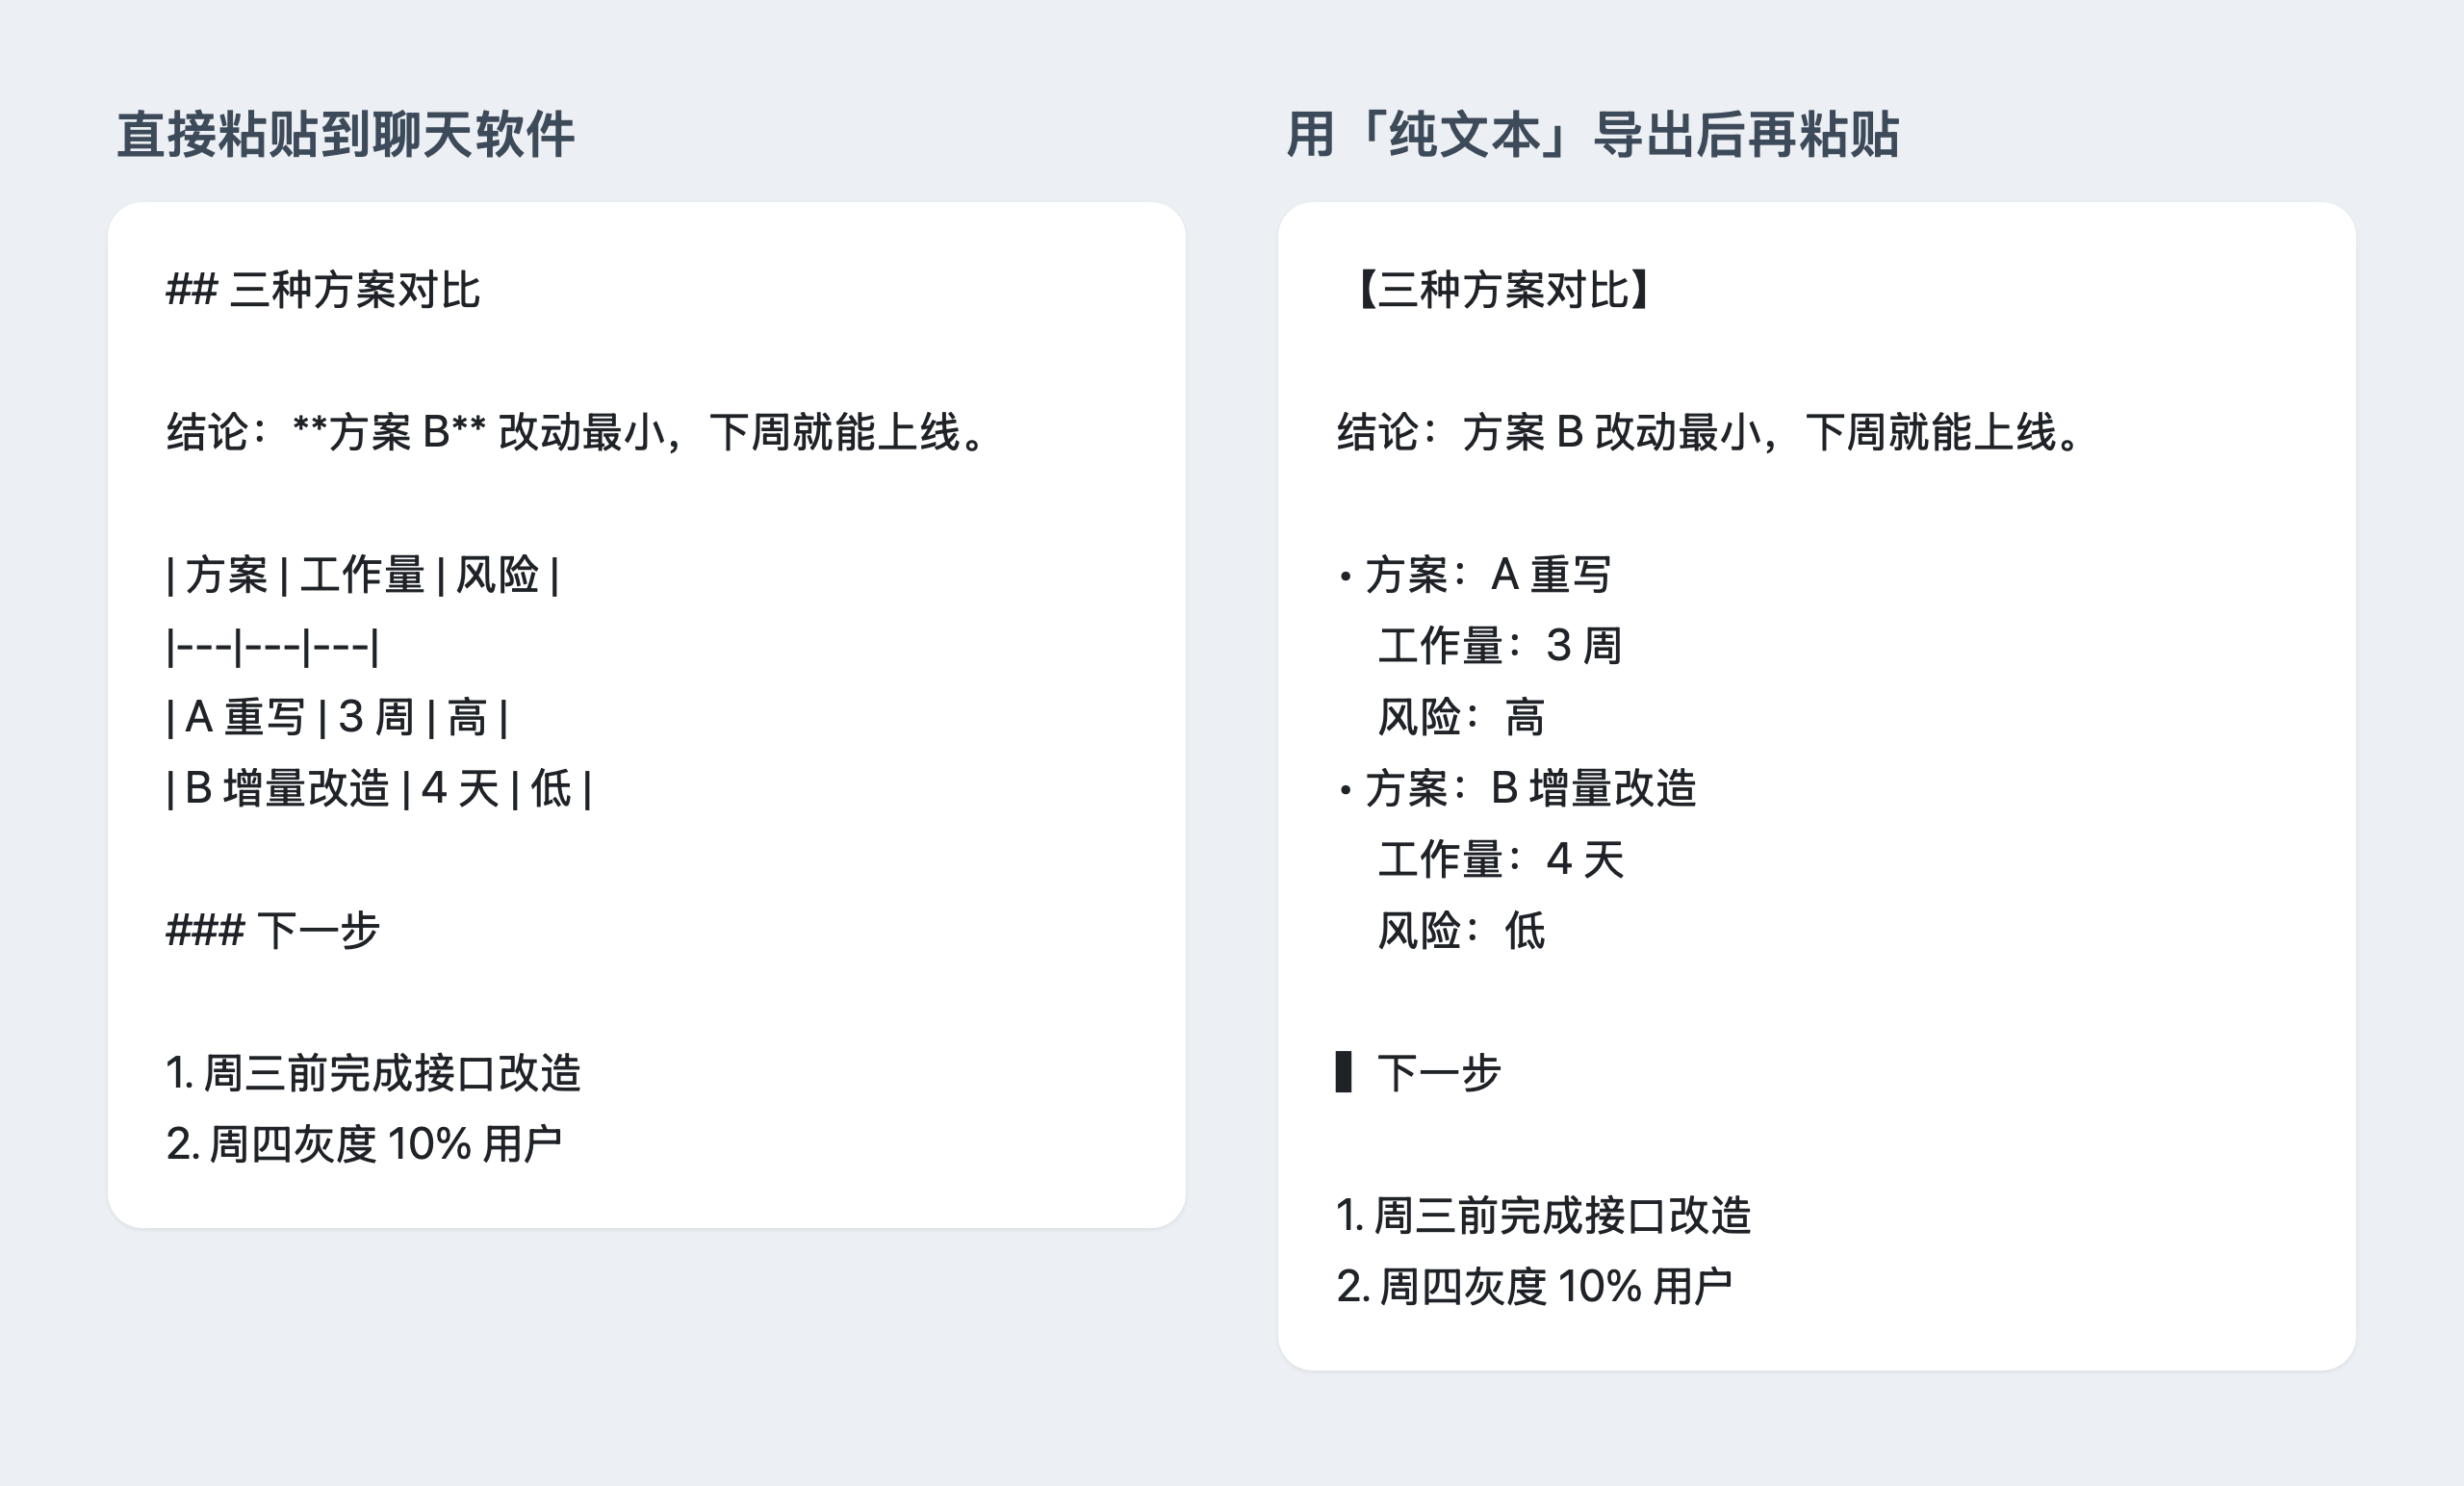 直接粘贴到聊天软件
## 三种方案对比
结论：**方案 B** 改动最小，下周就能上线。
| 方案 | 工作量 | 风险 |
|---|---|---|
| A 重写 | 3 周 | 高 |
| B 增量改造 | 4 天 | 低 |
### 下一步
1. 周三前完成接口改造
2. 周四灰度 10% 用户
用「纯文本」导出后再粘贴
【三种方案对比】
结论：方案 B 改动最小，下周就能上线。
• 方案：A 重写
工作量：3 周
风险：高
• 方案：B 增量改造
工作量：4 天
风险：低
▌ 下一步
1. 周三前完成接口改造
2. 周四灰度 10% 用户